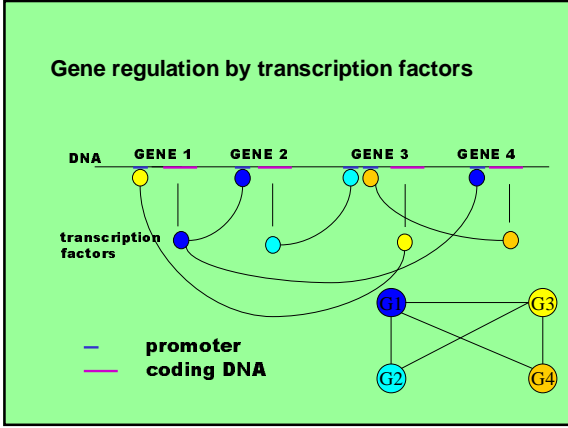 Gene regulation by transcription factors
DNA GENE 1 GENE 2 GENE 3 GENE 4
transcription
factors
G1 G3
promoter
coding DNA
G2 G4